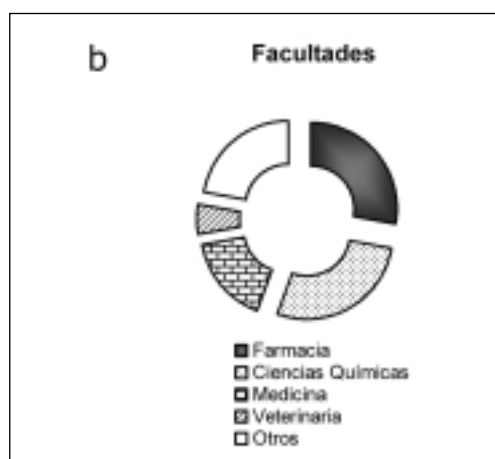 b
Facultades
Farmacia
Ciencias Químicas
Medicina
Veterinaria
Otros